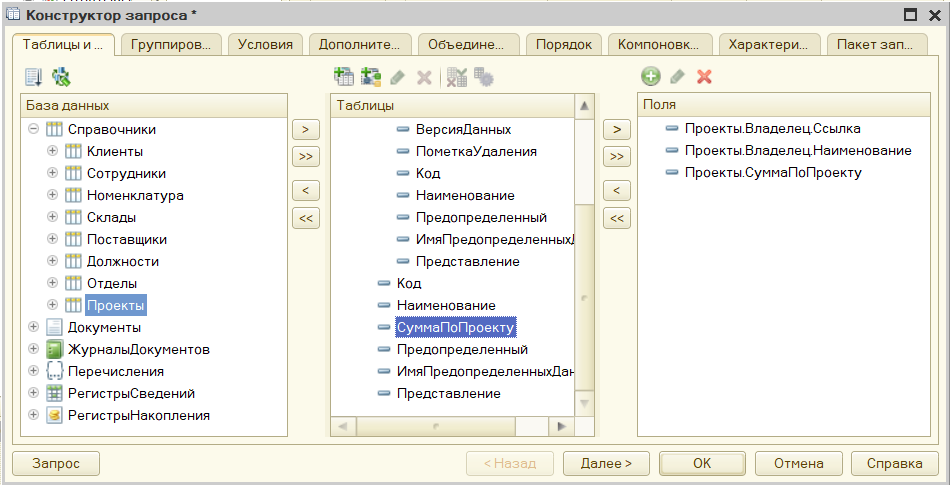 Конструктор запроса *
Таблицы и ...
Группиров...
Условия
Дополните...
Объедине...
Порядок
Компоновк...
Характери...
Пакет зап...
База данных
Справочники
Клиенты
Сотрудники
Номенклатура
Склады
Поставщики
Должности
Отделы
Проекты
Документы
ЖурналыДокументов
Перечисления
РегистрыСведений
РегистрыНакопления
>
>>
<
<<
Таблицы
ВерсияДанных
ПометкаУдаления
Код
Наименование
Предопределенный
ИмяПредопределенныхД
Представление
Код
Наименование
СуммаПоПроекту
Предопределенный
ИмяПредопределенныхДан
Представление
>
>>
<
<<
Поля
Проекты.Владелец.Ссылка
Проекты.Владелец.Наименование
Проекты.СуммаПоПроекту
Запрос
< Назад
Далее >
OK
Отмена
Справка